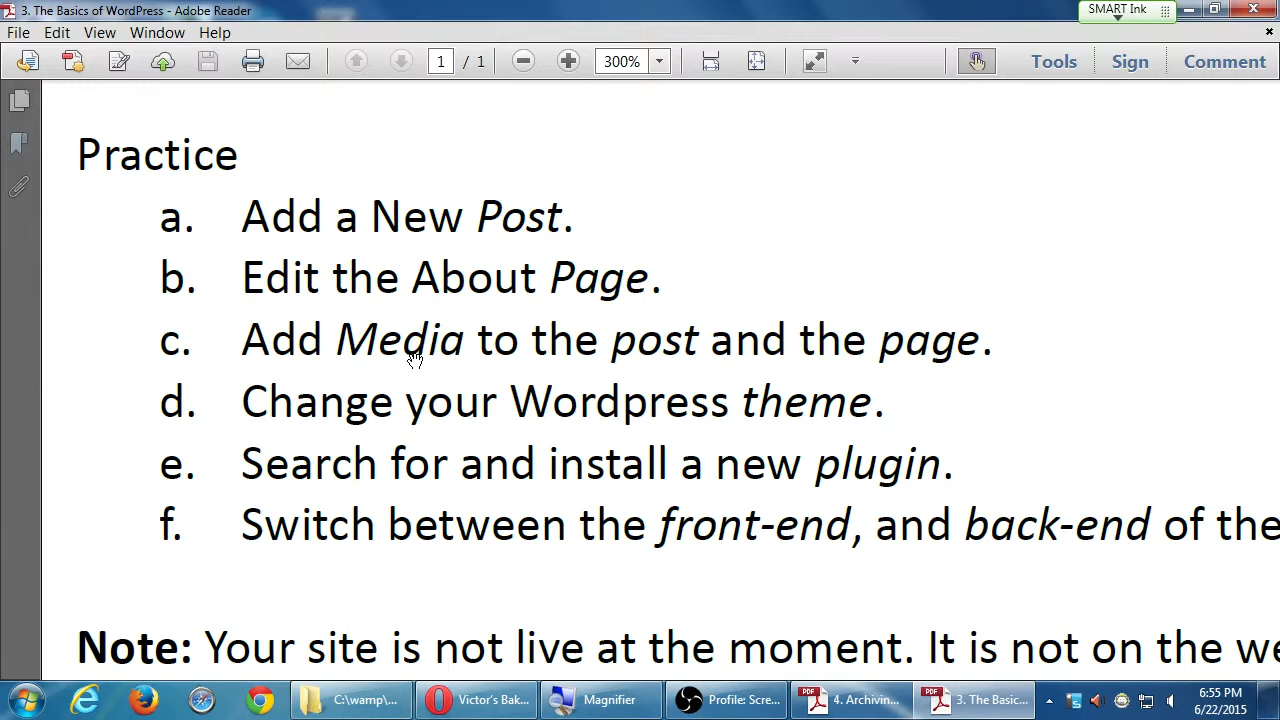 3. The Basics of WordPress - Adobe Reader
SMART Ink
File Edit View Window Help
1 / 1 300% Tools Sign Comment
Practice
a. Add a New Post.
b. Edit the About Page.
c. Add Media to the post and the page.
d. Change your Wordpress theme.
e. Search for and install a new plugin.
f. Switch between the front-end, and back-end of the
Note: Your site is not live at the moment. It is not on the we
C:\wamp\... Victor's Bak... Magnifier Profile: Scre... 4. Archivin... 3. The Basic... 6:55 PM
6/22/2015